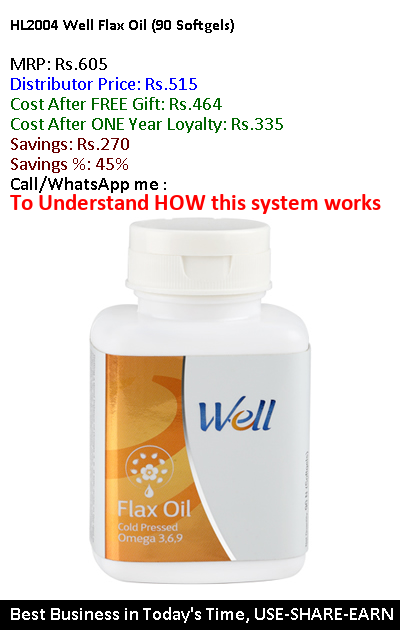 HL2004 Well Flax Oil (90 Softgels)
MRP: Rs.605
Distributor Price: Rs.515
Cost After FREE Gift: Rs.464
Cost After ONE Year Loyalty: Rs.335
Savings: Rs.270
Savings %: 45%
Call/WhatsApp me :
To Understand HOW this system works
Well
Flax Oil
Cold Pressed
Omega 3,6,9
Best Business in Today's Time, USE-SHARE-EARN